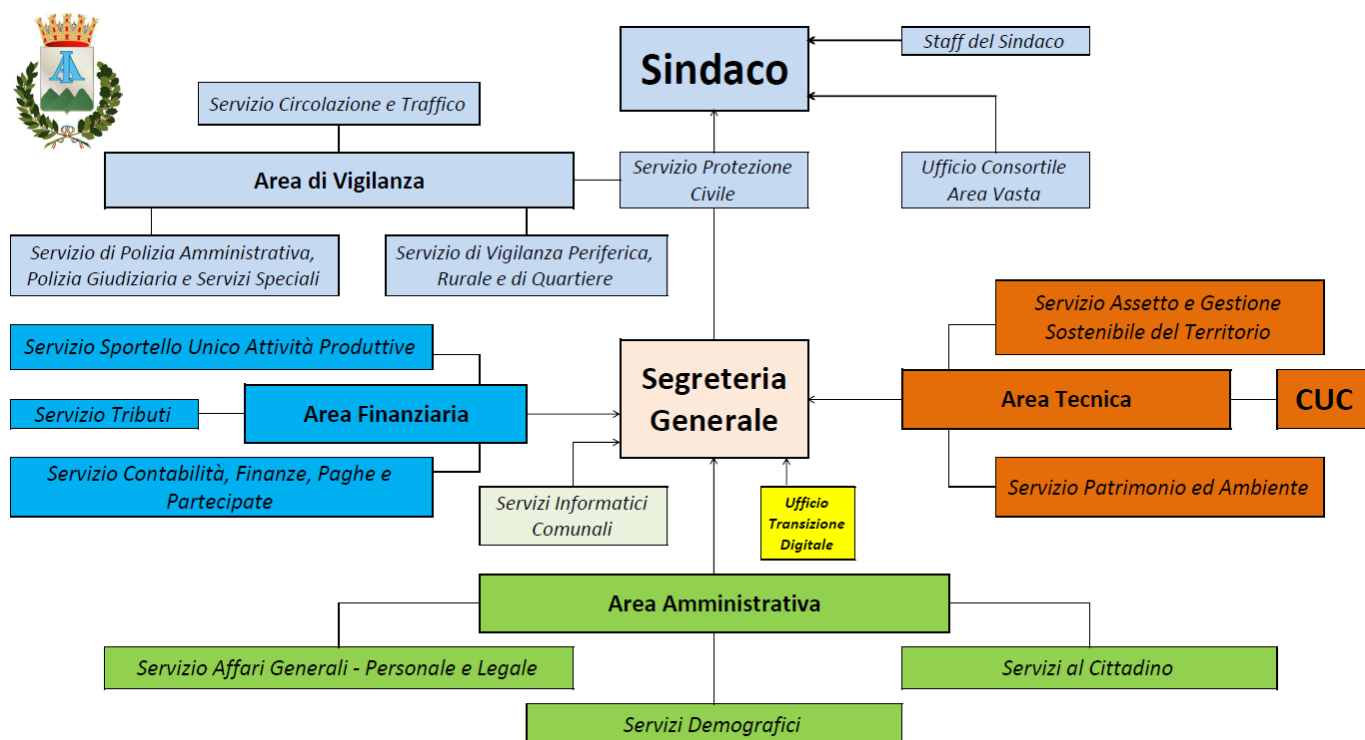 Sindaco
Staff del Sindaco
Servizio Circolazione e Traffico
Area di Vigilanza
Servizio Protezione
Civile
Ufficio Consortile
Area Vasta
Servizio di Polizia Amministrativa,
Polizia Giudiziaria e Servizi Speciali
Servizio di Vigilanza Periferica,
Rurale e di Quartiere
Servizio Assetto e Gestione
Sostenibile del Territorio
Servizio Sportello Unico Attività Produttive
Segreteria
Generale
Servizio Tributi
Area Finanziaria
Area Tecnica
CUC
Servizio Contabilità, Finanze, Paghe e
Partecipate
Servizi Informatici
Comunali
Ufficio
Transizione
Digitale
Servizio Patrimonio ed Ambiente
Area Amministrativa
Servizio Affari Generali - Personale e Legale
Servizi al Cittadino
Servizi Demografici